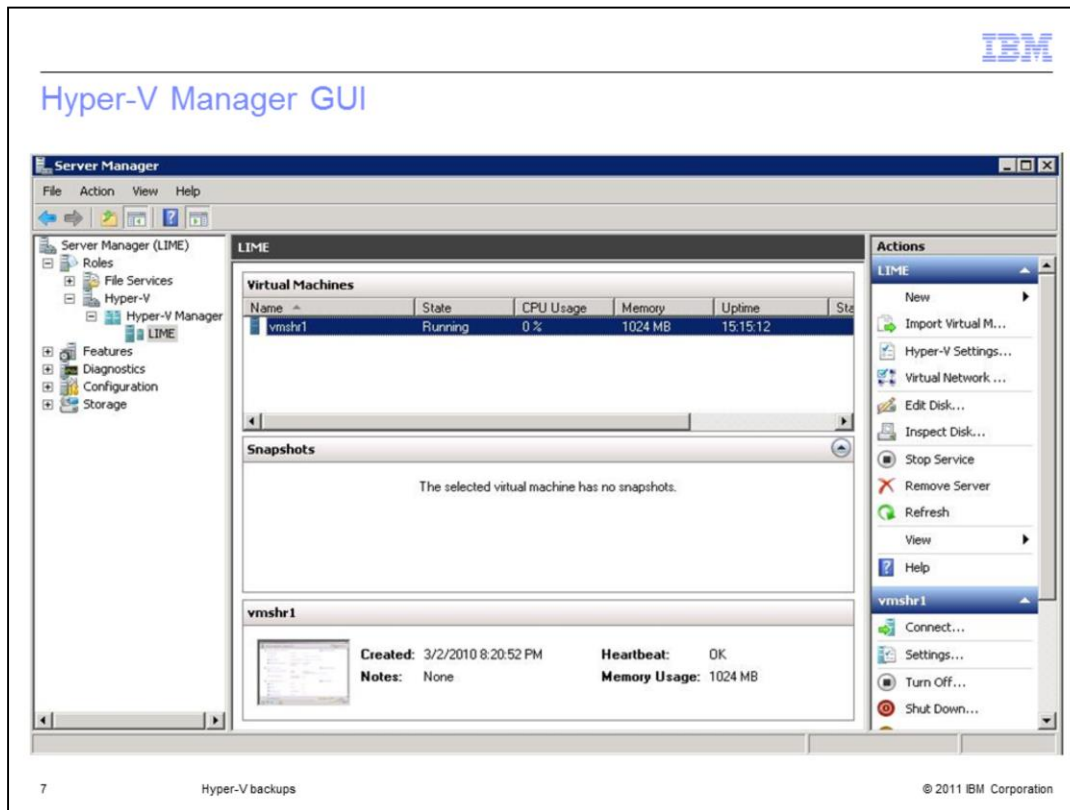 IBM
Hyper-V Manager GUI
Server Manager
File Action View Help
Server Manager (LIME)
Roles
File Services
Hyper-V
Hyper-V Manager
LIME
Features
Diagnostics
Configuration
Storage
LIME
Virtual Machines
Name State CPU Usage Memory Uptime Sta
vmshr1 Running 0 % 1024 MB 15:15:12
Snapshots
The selected virtual machine has no snapshots.
vmshr1
Created: 3/2/2010 8:20:52 PM Heartbeat: OK
Notes: None Memory Usage: 1024 MB
Actions
LIME
New
Import Virtual M...
Hyper-V Settings...
Virtual Network ...
Edit Disk...
Inspect Disk...
Stop Service
Remove Server
Refresh
View
Help
vmshr1
Connect...
Settings...
Turn Off...
Shut Down...
7 Hyper-V backups © 2011 IBM Corporation